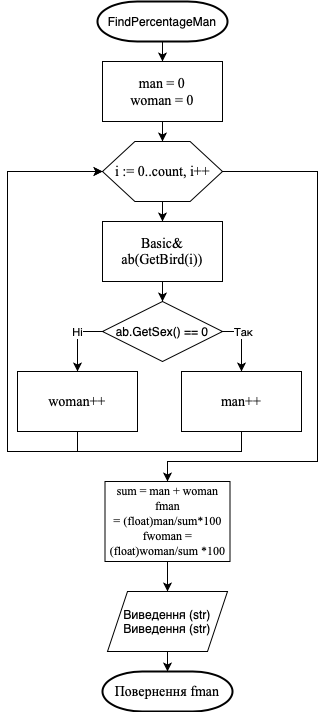 FindPercentageMan
man = 0
woman = 0
i := 0..count, i++
Basic&
ab(GetBird(i))
ab.GetSex() == 0
Ні
Так
woman++
man++
sum = man + woman
fman
= (float)man/sum*100
fwoman =
(float)woman/sum *100
Виведення (str)
Виведення (str)
Повернення fman